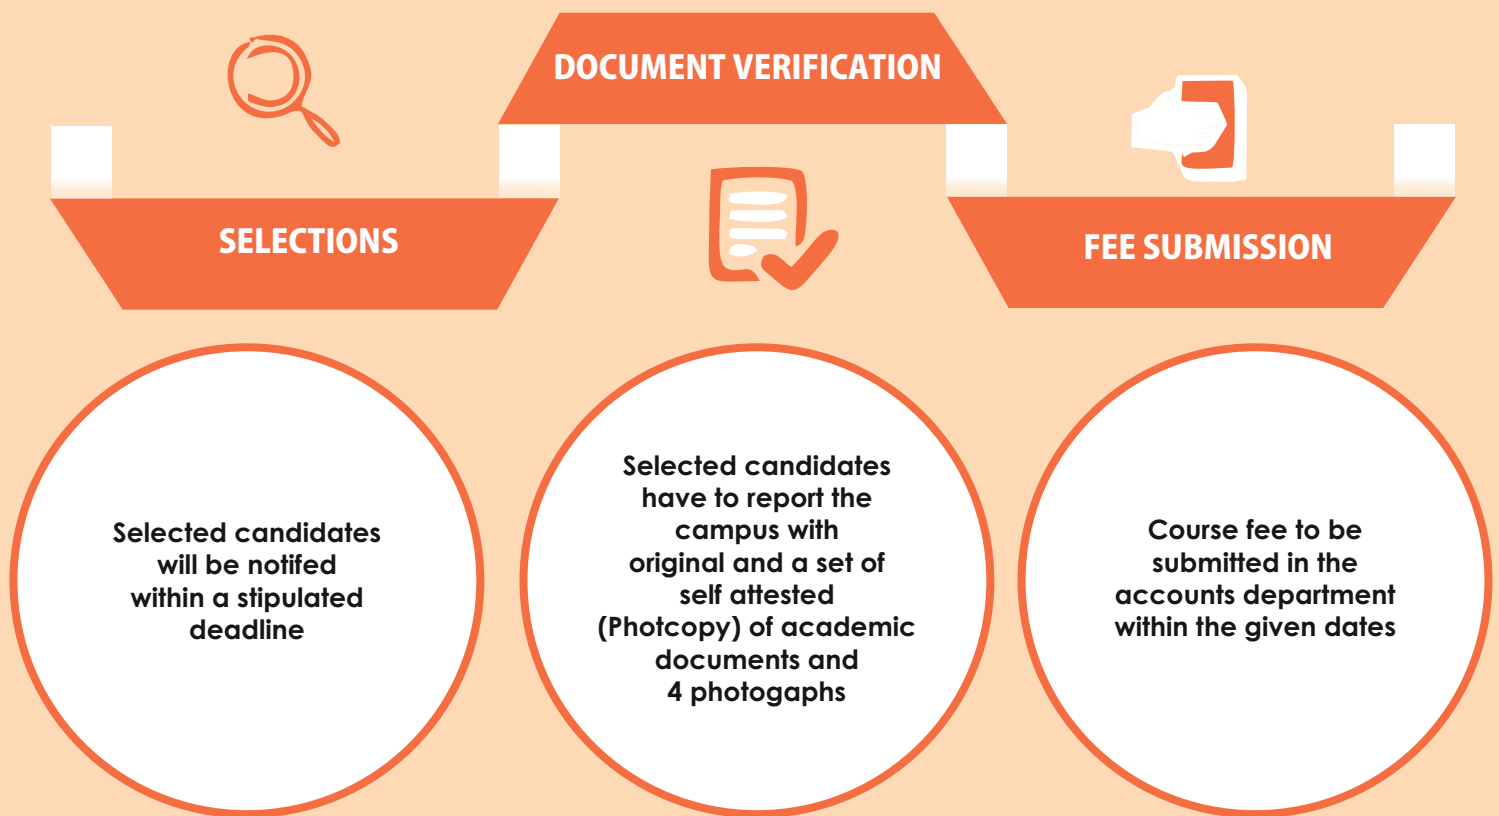 DOCUMENT VERIFICATION
SELECTIONS
FEE SUBMISSION
Selected candidates
will be notifed
within a stipulated
deadline
Selected candidates
have to report the
campus with
original and a set of
self attested
(Photcopy) of academic
documents and
4 photogaphs
Course fee to be
submitted in the
accounts department
within the given dates